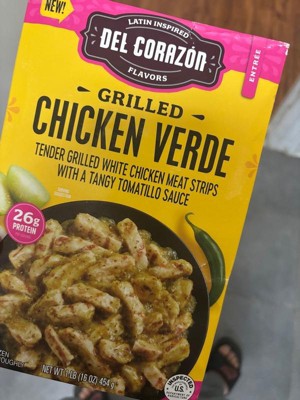 NEW!
LATIN INSPIRED
DEL CORAZÓN
FLAVORS
ENTRÉE
GRILLED
CHICKEN VERDE
TENDER GRILLED WHITE CHICKEN MEAT STRIPS
WITH A TANGY TOMATILLO SAUCE
26g
PROTEIN
NET WT. 1 LB (16 OZ) 454g
INSPECTED
U.S.